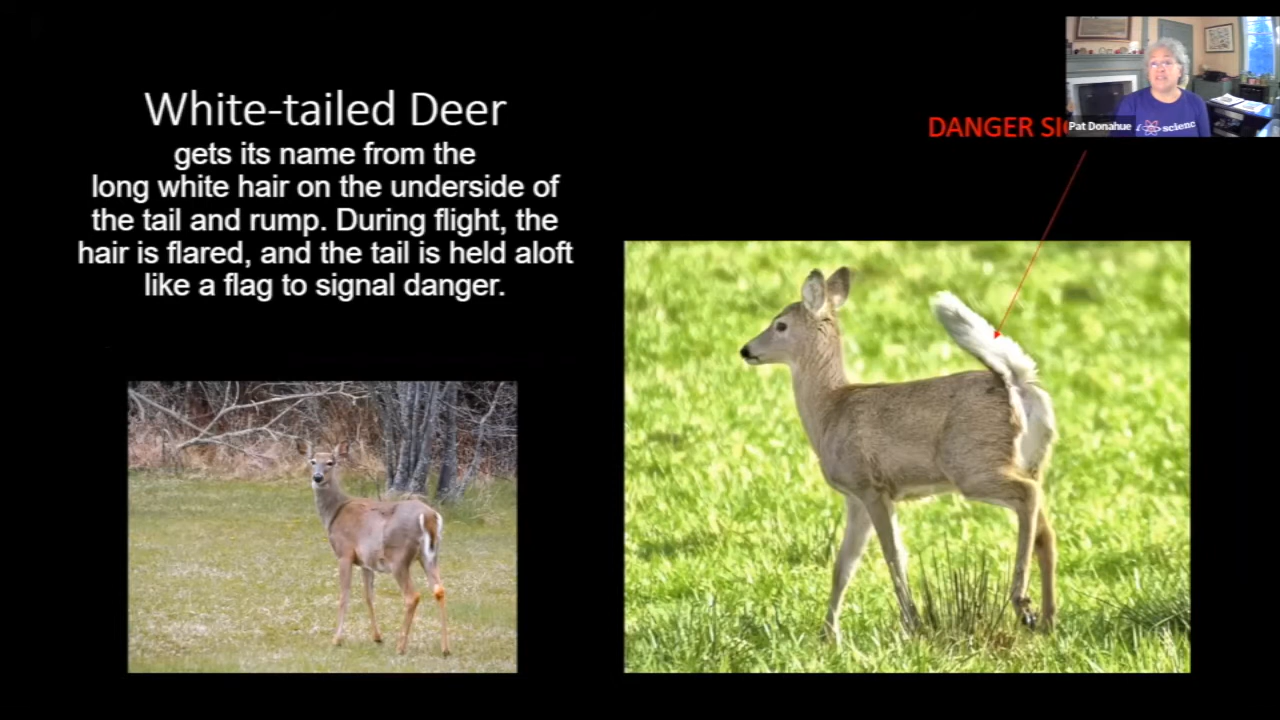 White-tailed Deer
gets its name from the
long white hair on the underside of
the tail and rump. During flight, the
hair is flared, and the tail is held aloft
like a flag to signal danger.
DANGER
Pat Donahue
scienc